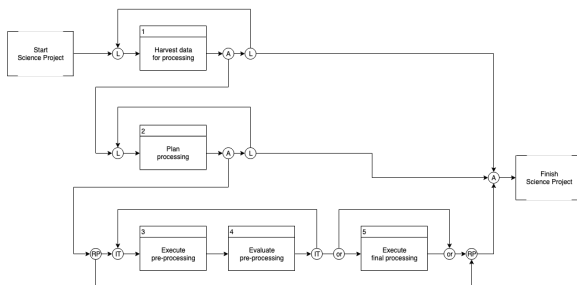 1
Start
Science Project
L
Harvest data
for processing
A
L
2
L
Plan
processing
A
L
A
Finish
Science Project
3
4
5
RP
IT
Execute
pre-processing
Evaluate
pre-processing
IT
or
Execute
final processing
or
RP